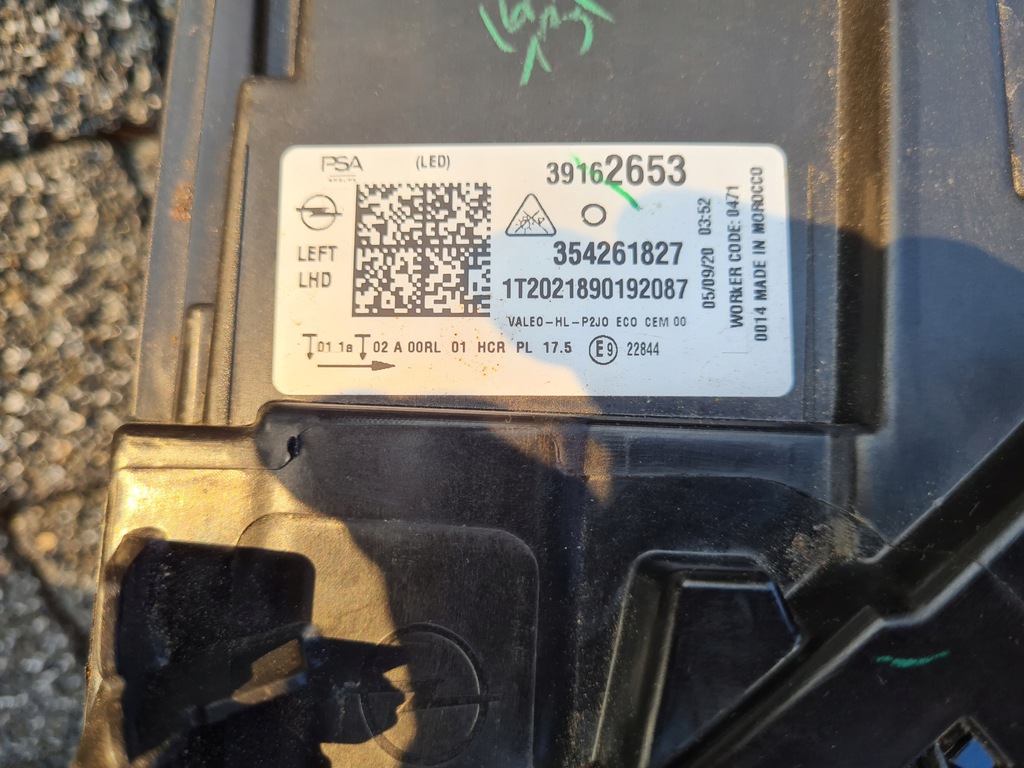 PSA
GROUPE
(LED)
39162653
LEFT
LHD
354261827
1T2021890192087
VALEO-HL-P2JO ECO CEM 00
01 1a 02 A 00RL 01 HCR PL 17.5 E9 22844
05/09/20 03:52
WORKER CODE: 0471
0014 MADE IN MOROCCO